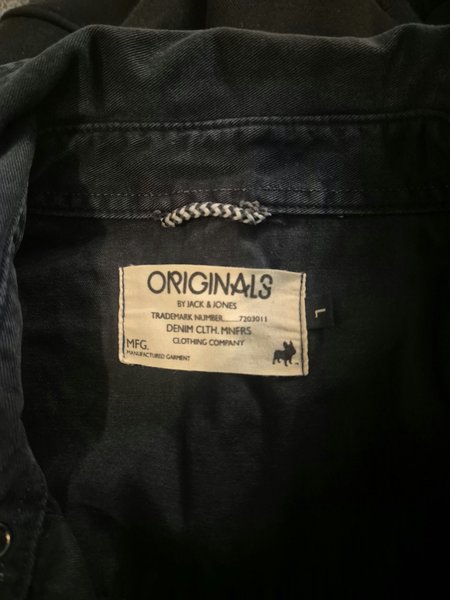 ORIGINALS
BY JACK & JONES
TRADEMARK NUMBER.......7203011
DENIM CLTH. MNFRS
CLOTHING COMPANY
MFG.
MANUFACTURED GARMENT
L